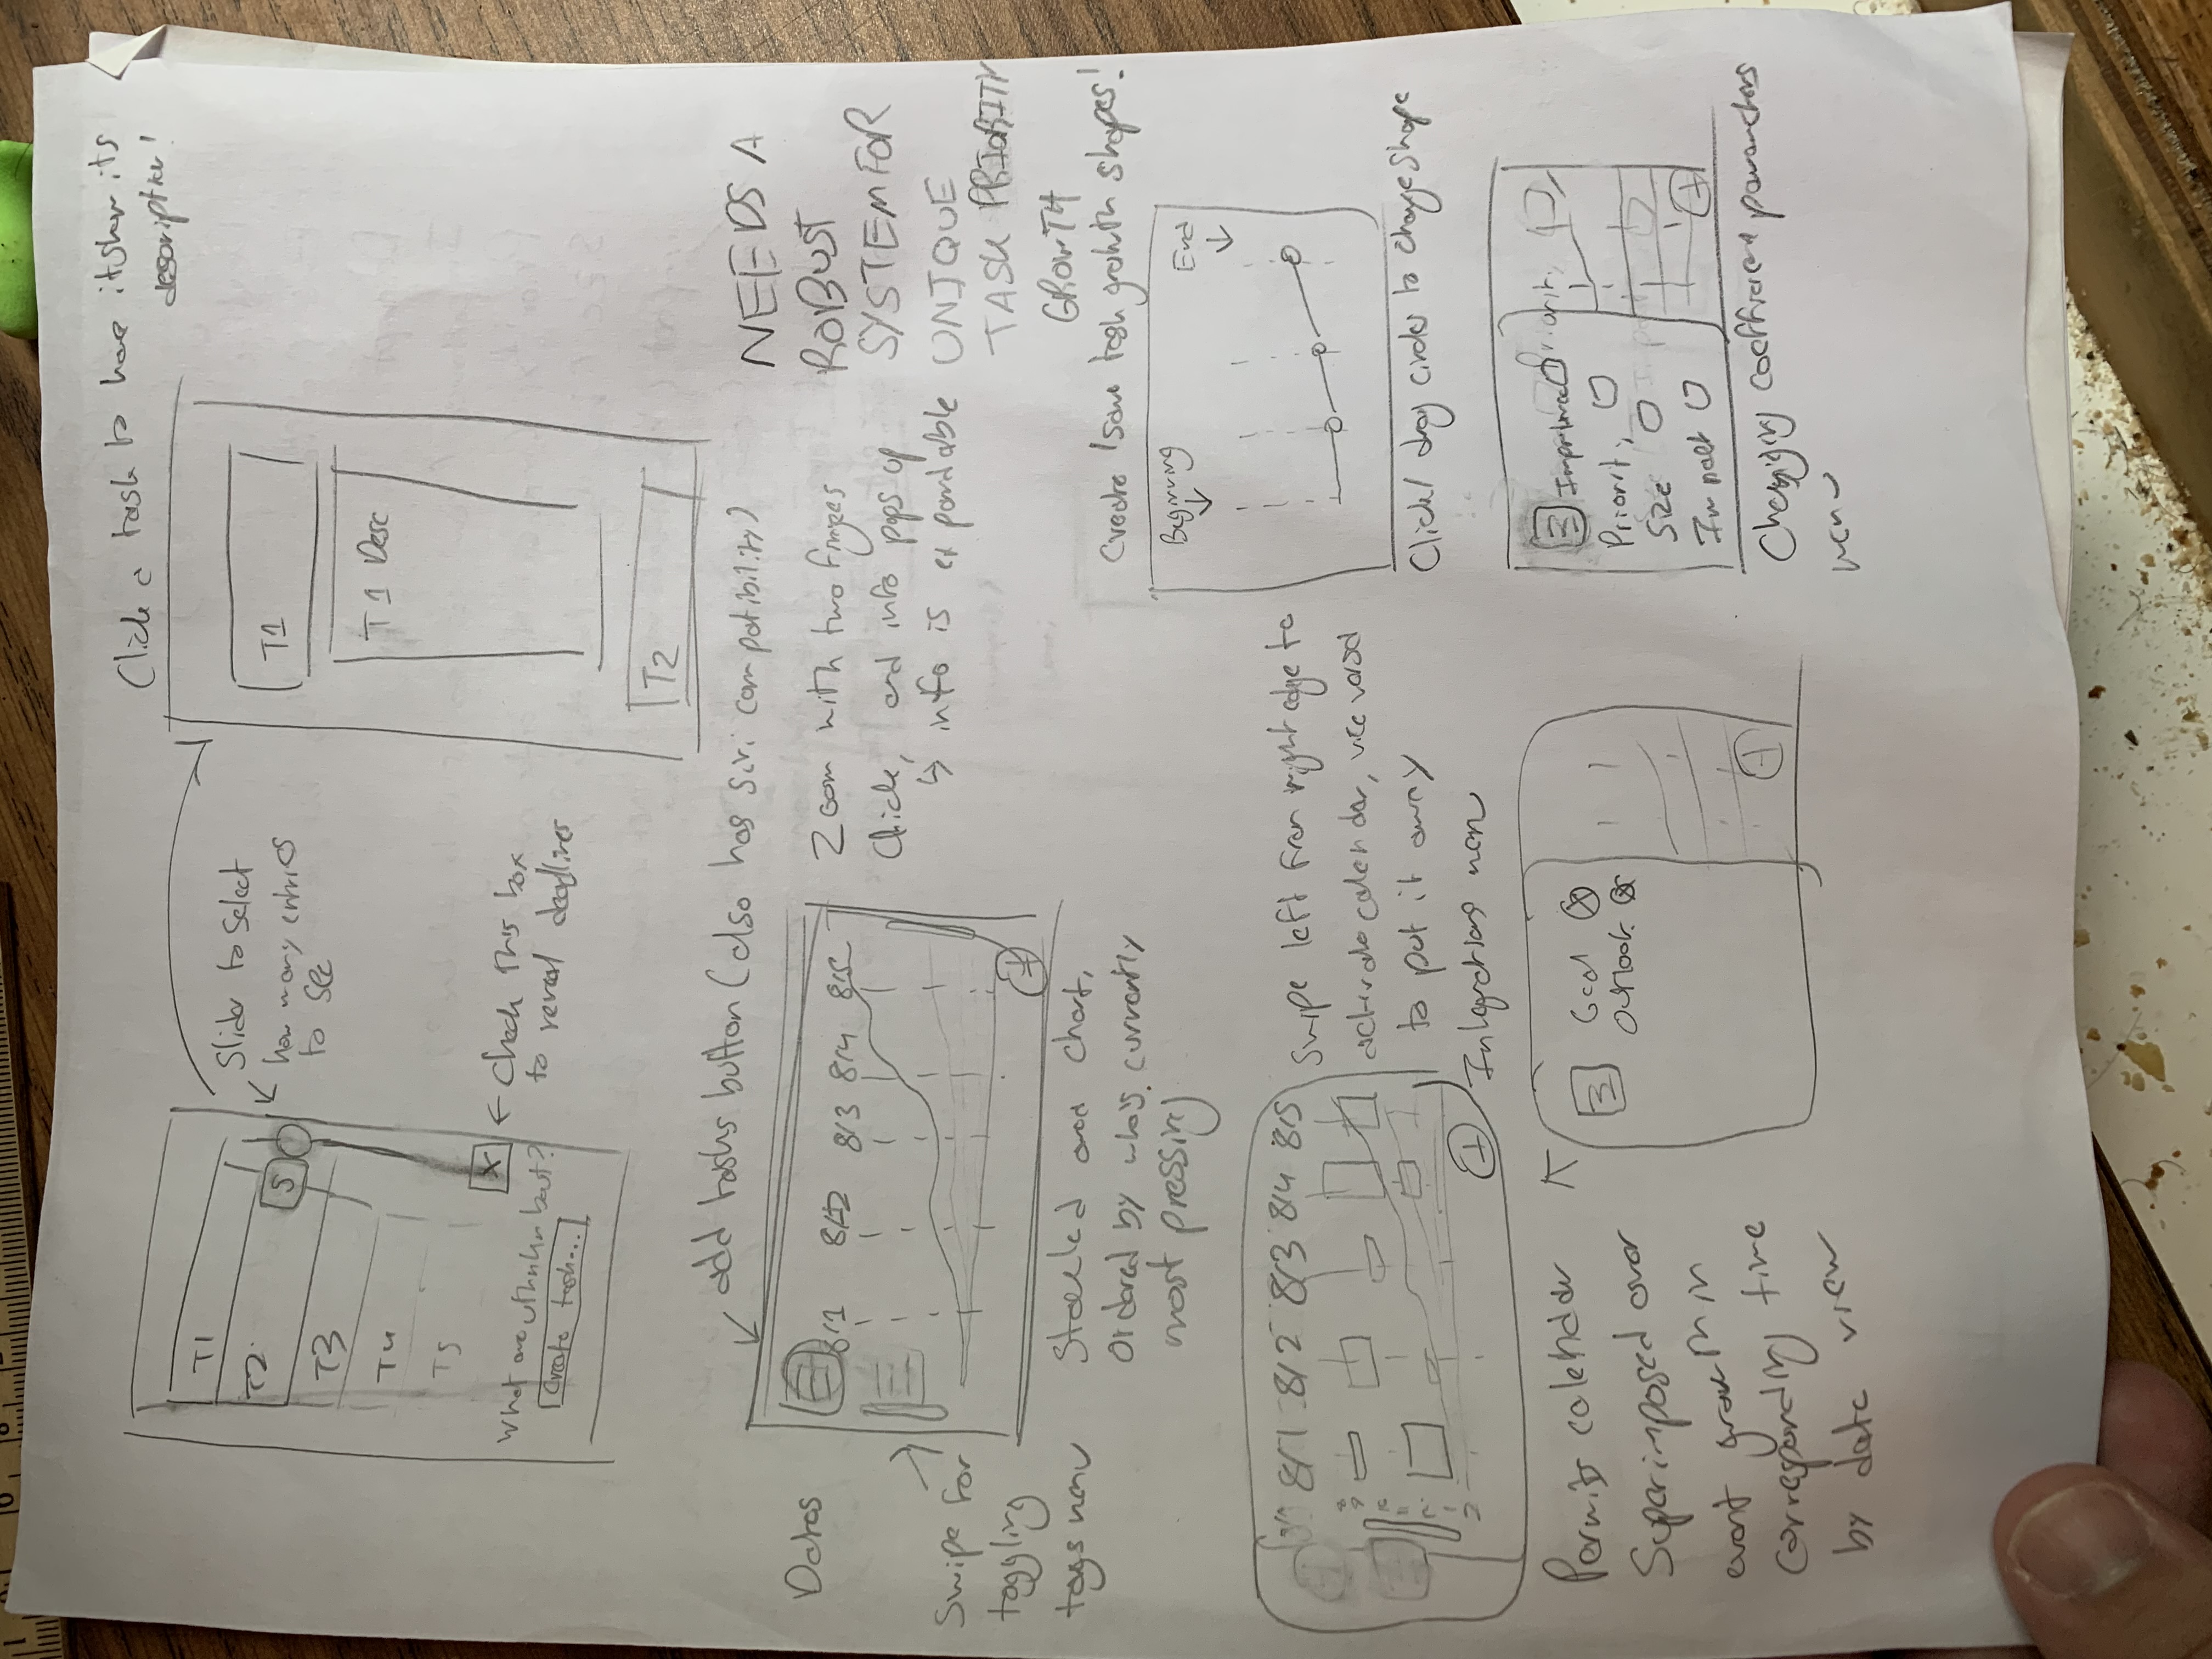 Click a task to have it show its
description!
T1
T2
S
T3
T4
T5
What are u thinkin bout?
Create task...
X
Slider to select
how many entries
to see
← Check this box
to reveal deadlines
T1
T1 Desc
T2
add tasks button (also has siri compatibility)
Dates
8/1 8/2 8/3 8/4 8/5
Swipe for
toggling
tags menu
+
Zoom with two fingers
Click, and info pops up
↳ info is expandable
Stacked area chart,
Ordered by who's currently
most pressing
NEEDS A
ROBUST
SYSTEM FOR
UNIQUE
TASK PRIORITY
GROWTH
Create/save task growth shapes!
Beginning
End
Click/drag circles to change shape
8/1 8/2 8/3 8/4 8/5
+
Swipe left from right edge to
activate calendar, vice versa
to put it away
Integrations menu
Permits calendar
Superimposed over
event growth in
corresponding time
by date view
Gcal
Outlook
+
Importance
Priority
Size
Impact
+
Changing coefficient parameters
menu